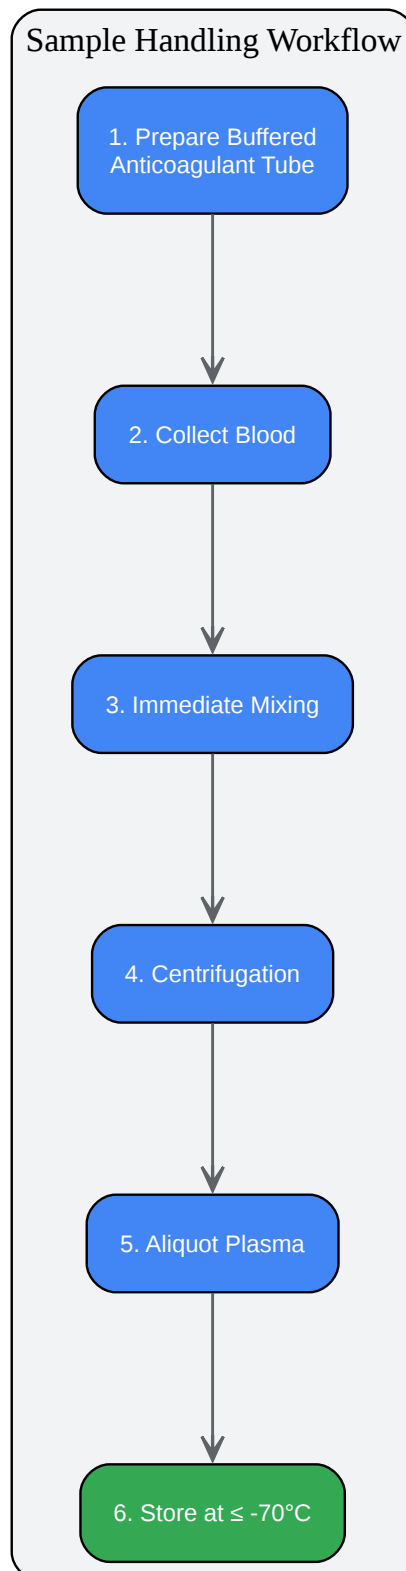 Sample Handling Workflow
1. Prepare Buffered
Anticoagulant Tube
2. Collect Blood
3. Immediate Mixing
4. Centrifugation
5. Aliquot Plasma
6. Store at ≤ -70°C